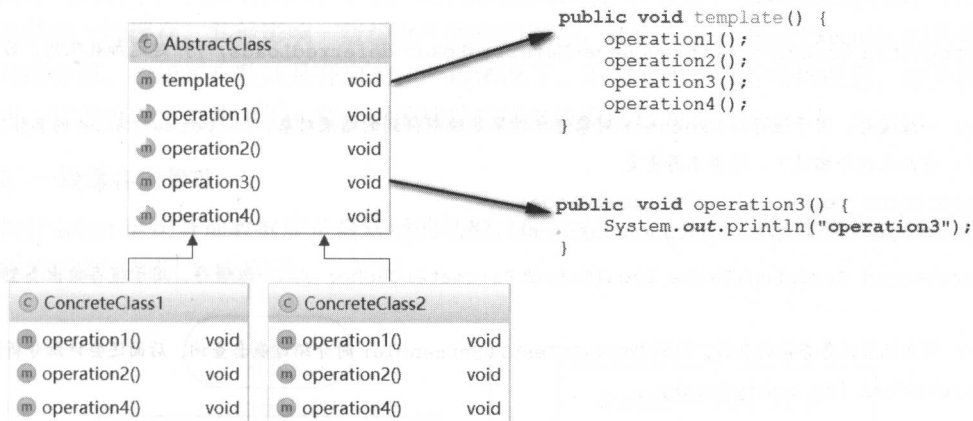 public void template() {
operation1();
operation2();
operation3();
operation4();
}
C AbstractClass
m template() void
m operation1() void
m operation2() void
m operation3() void
m operation4() void
public void operation3() {
System.out.println("operation3");
}
C ConcreteClass1
m operation1() void
m operation2() void
m operation4() void
C ConcreteClass2
m operation1() void
m operation2() void
m operation4() void